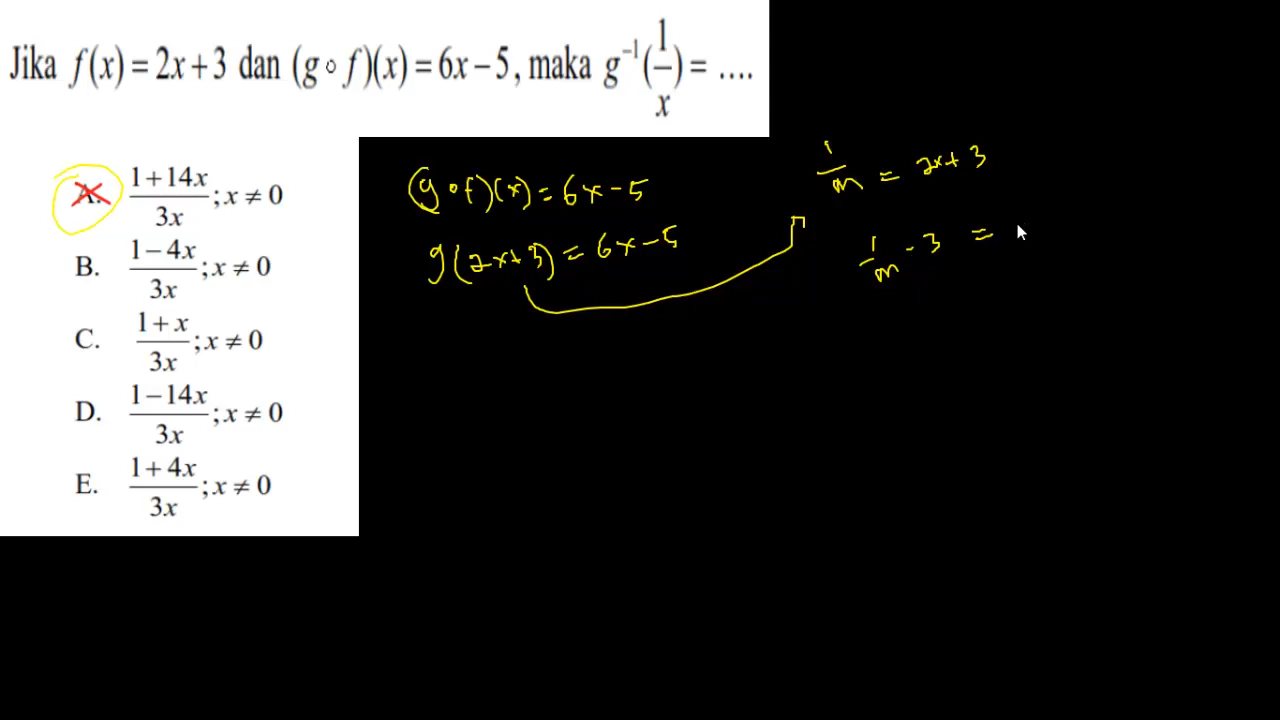 Jika f(x) = 2x + 3 dan (g ∘ f)(x) = 6x − 5, maka g⁻¹(1/x) = ....
A. (1 + 14x)/(3x) ; x ≠ 0
B. (1 − 4x)/(3x) ; x ≠ 0
C. (1 + x)/(3x) ; x ≠ 0
D. (1 − 14x)/(3x) ; x ≠ 0
E. (1 + 4x)/(3x) ; x ≠ 0
(g ∘ f)(x) = 6x − 5
g(2x + 3) = 6x − 5
1/m = 2x + 3
1/m − 3 =